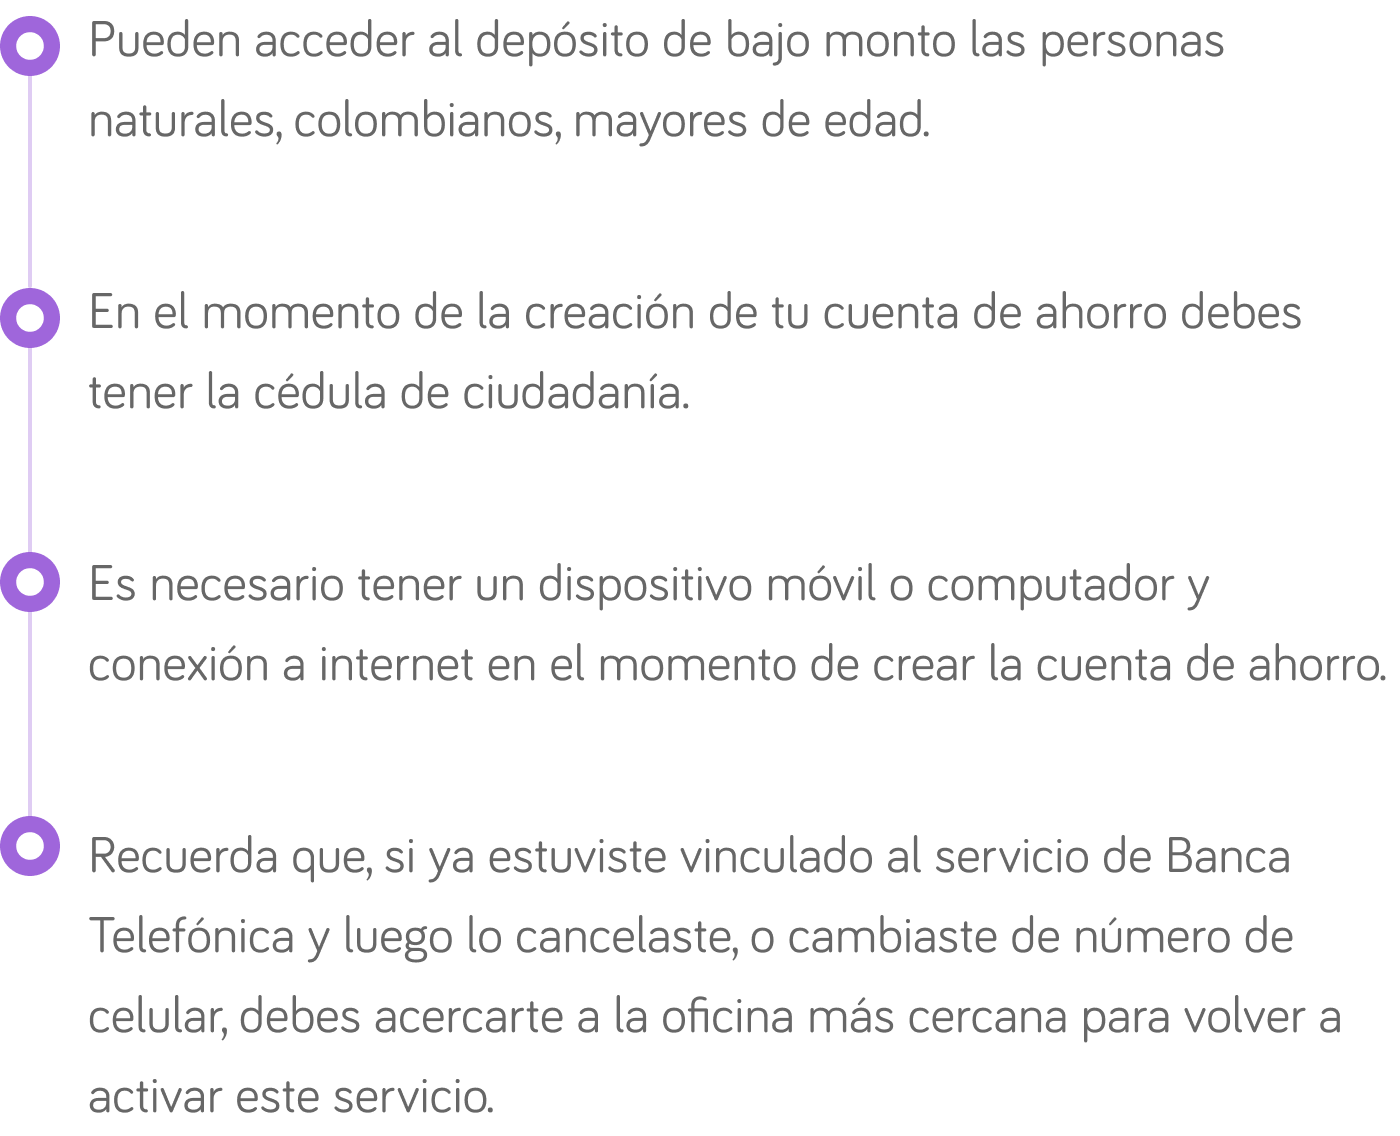 Pueden acceder al depósito de bajo monto las personas
naturales, colombianos, mayores de edad.
En el momento de la creación de tu cuenta de ahorro debes
tener la cédula de ciudadanía.
Es necesario tener un dispositivo móvil o computador y
conexión a internet en el momento de crear la cuenta de ahorro.
Recuerda que, si ya estuviste vinculado al servicio de Banca
Telefónica y luego lo cancelaste, o cambiaste de número de
celular, debes acercarte a la oficina más cercana para volver a
activar este servicio.